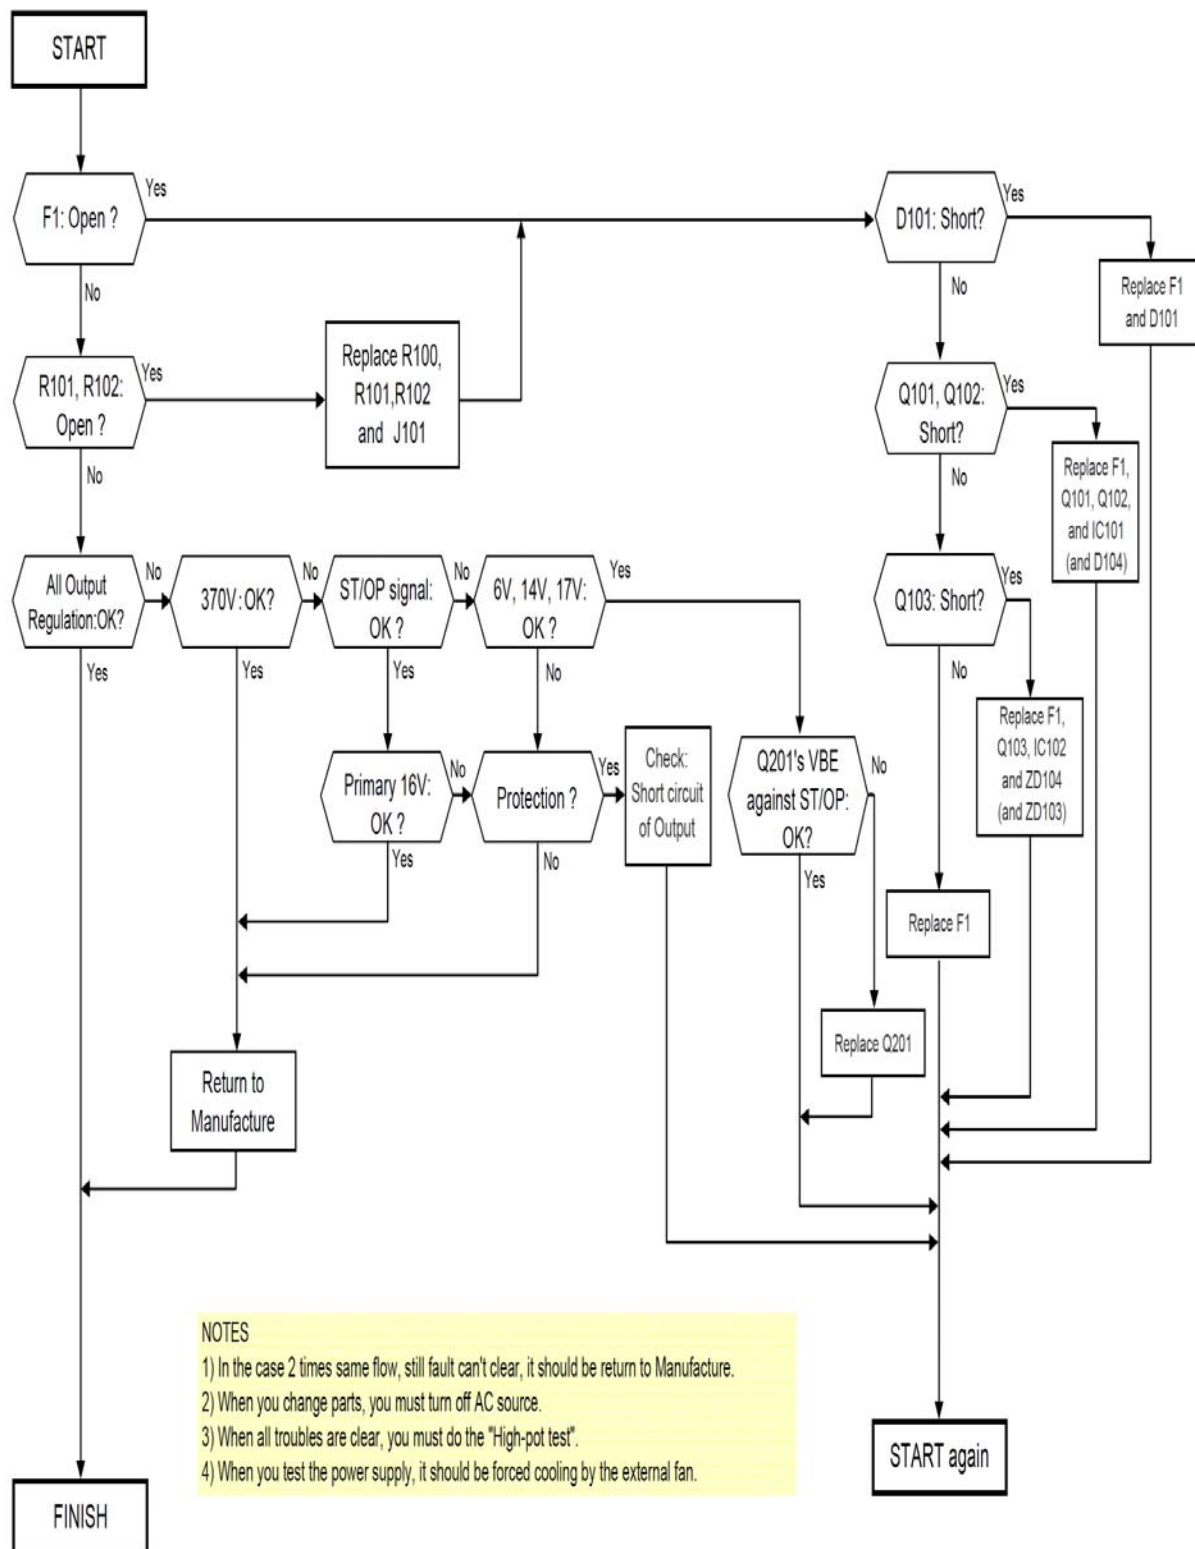 START
F1: Open ?
Yes
No
D101: Short?
Yes
No
Replace F1
and D101
R101, R102:
Open ?
Yes
No
Replace R100,
R101,R102
and J101
Q101, Q102:
Short?
Yes
No
Replace F1,
Q101, Q102,
and IC101
(and D104)
All Output
Regulation:OK?
No
Yes
370V:OK?
No
Yes
ST/OP signal:
OK ?
No
Yes
6V, 14V, 17V:
OK ?
Yes
No
Q103: Short?
Yes
No
Replace F1,
Q103, IC102
and ZD104
(and ZD103)
Primary 16V:
OK ?
No
Yes
Protection ?
Yes
No
Check:
Short circuit
of Output
Q201's VBE
against ST/OP:
OK?
No
Yes
Replace F1
Replace Q201
Return to
Manufacture
NOTES
1) In the case 2 times same flow, still fault can't clear, it should be return to Manufacture.
2) When you change parts, you must turn off AC source.
3) When all troubles are clear, you must do the "High-pot test".
4) When you test the power supply, it should be forced cooling by the external fan.
START again
FINISH